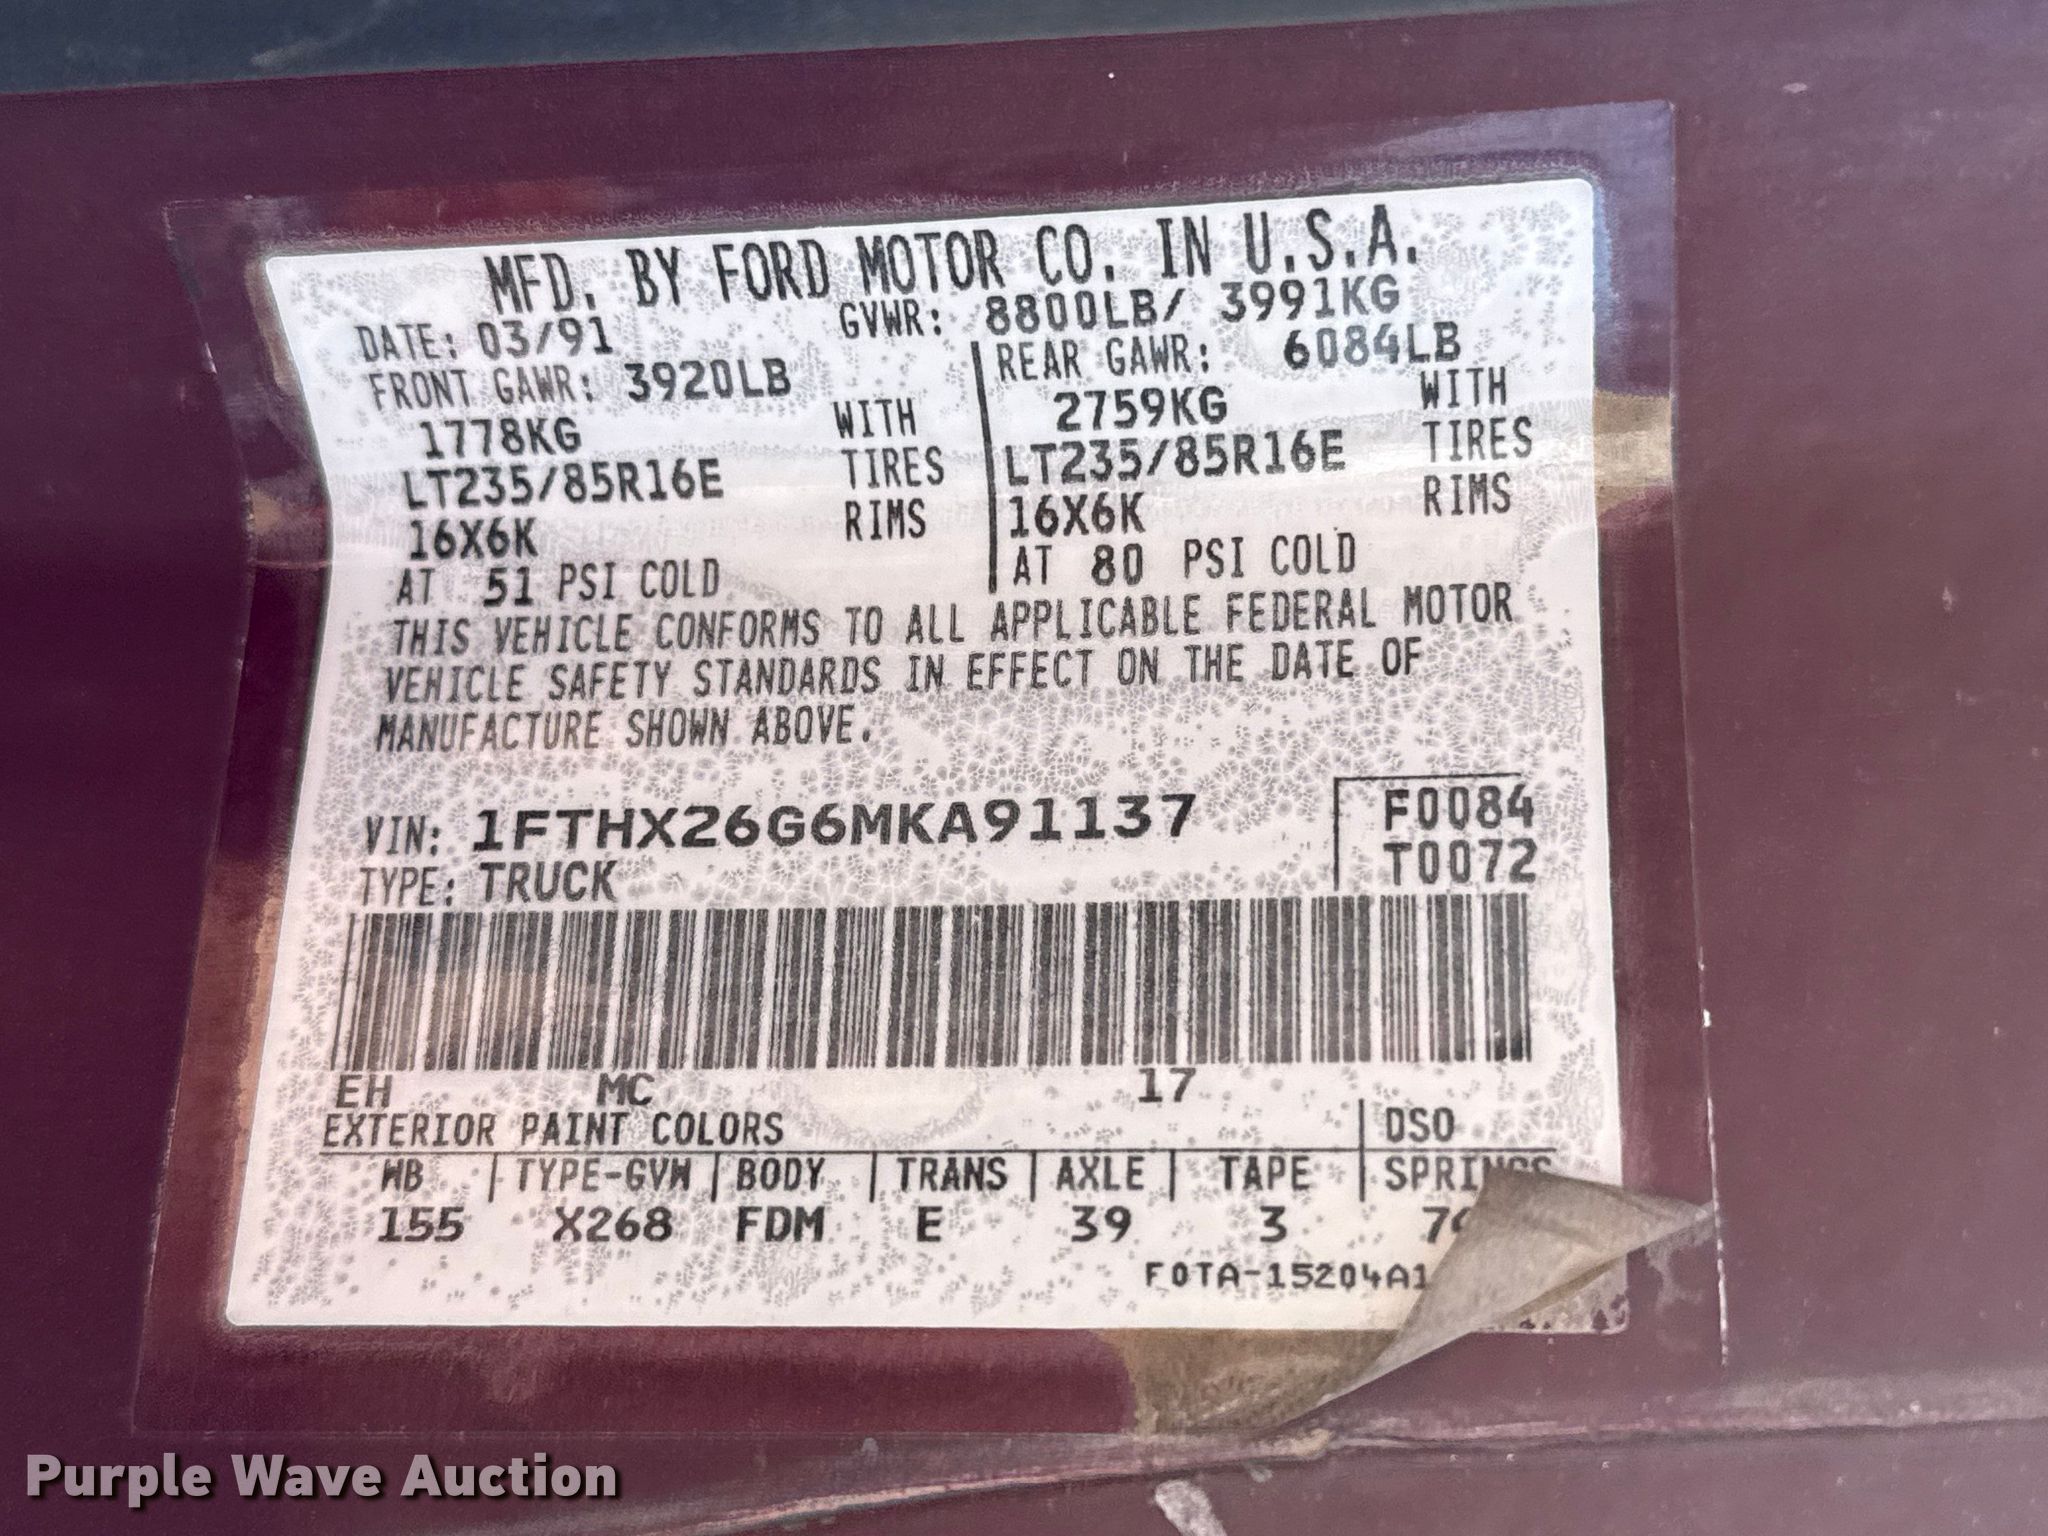 MFD. BY FORD MOTOR CO. IN U.S.A.
DATE: 03/91 GVWR: 8800LB/ 3991KG
FRONT GAWR: 3920LB REAR GAWR: 6084LB
1778KG WITH 2759KG WITH
LT235/85R16E TIRES LT235/85R16E TIRES
16X6K RIMS 16X6K RIMS
AT 51 PSI COLD AT 80 PSI COLD
THIS VEHICLE CONFORMS TO ALL APPLICABLE FEDERAL MOTOR
VEHICLE SAFETY STANDARDS IN EFFECT ON THE DATE OF
MANUFACTURE SHOWN ABOVE.
VIN: 1FTHX26G6MKA91137 F0084
TYPE: TRUCK T0072
EH MC 17
EXTERIOR PAINT COLORS DSO
WB TYPE-GVW BODY TRANS AXLE TAPE SPRINGS
155 X268 FDM E 39 3
F0TA-15204A1
Purple Wave Auction